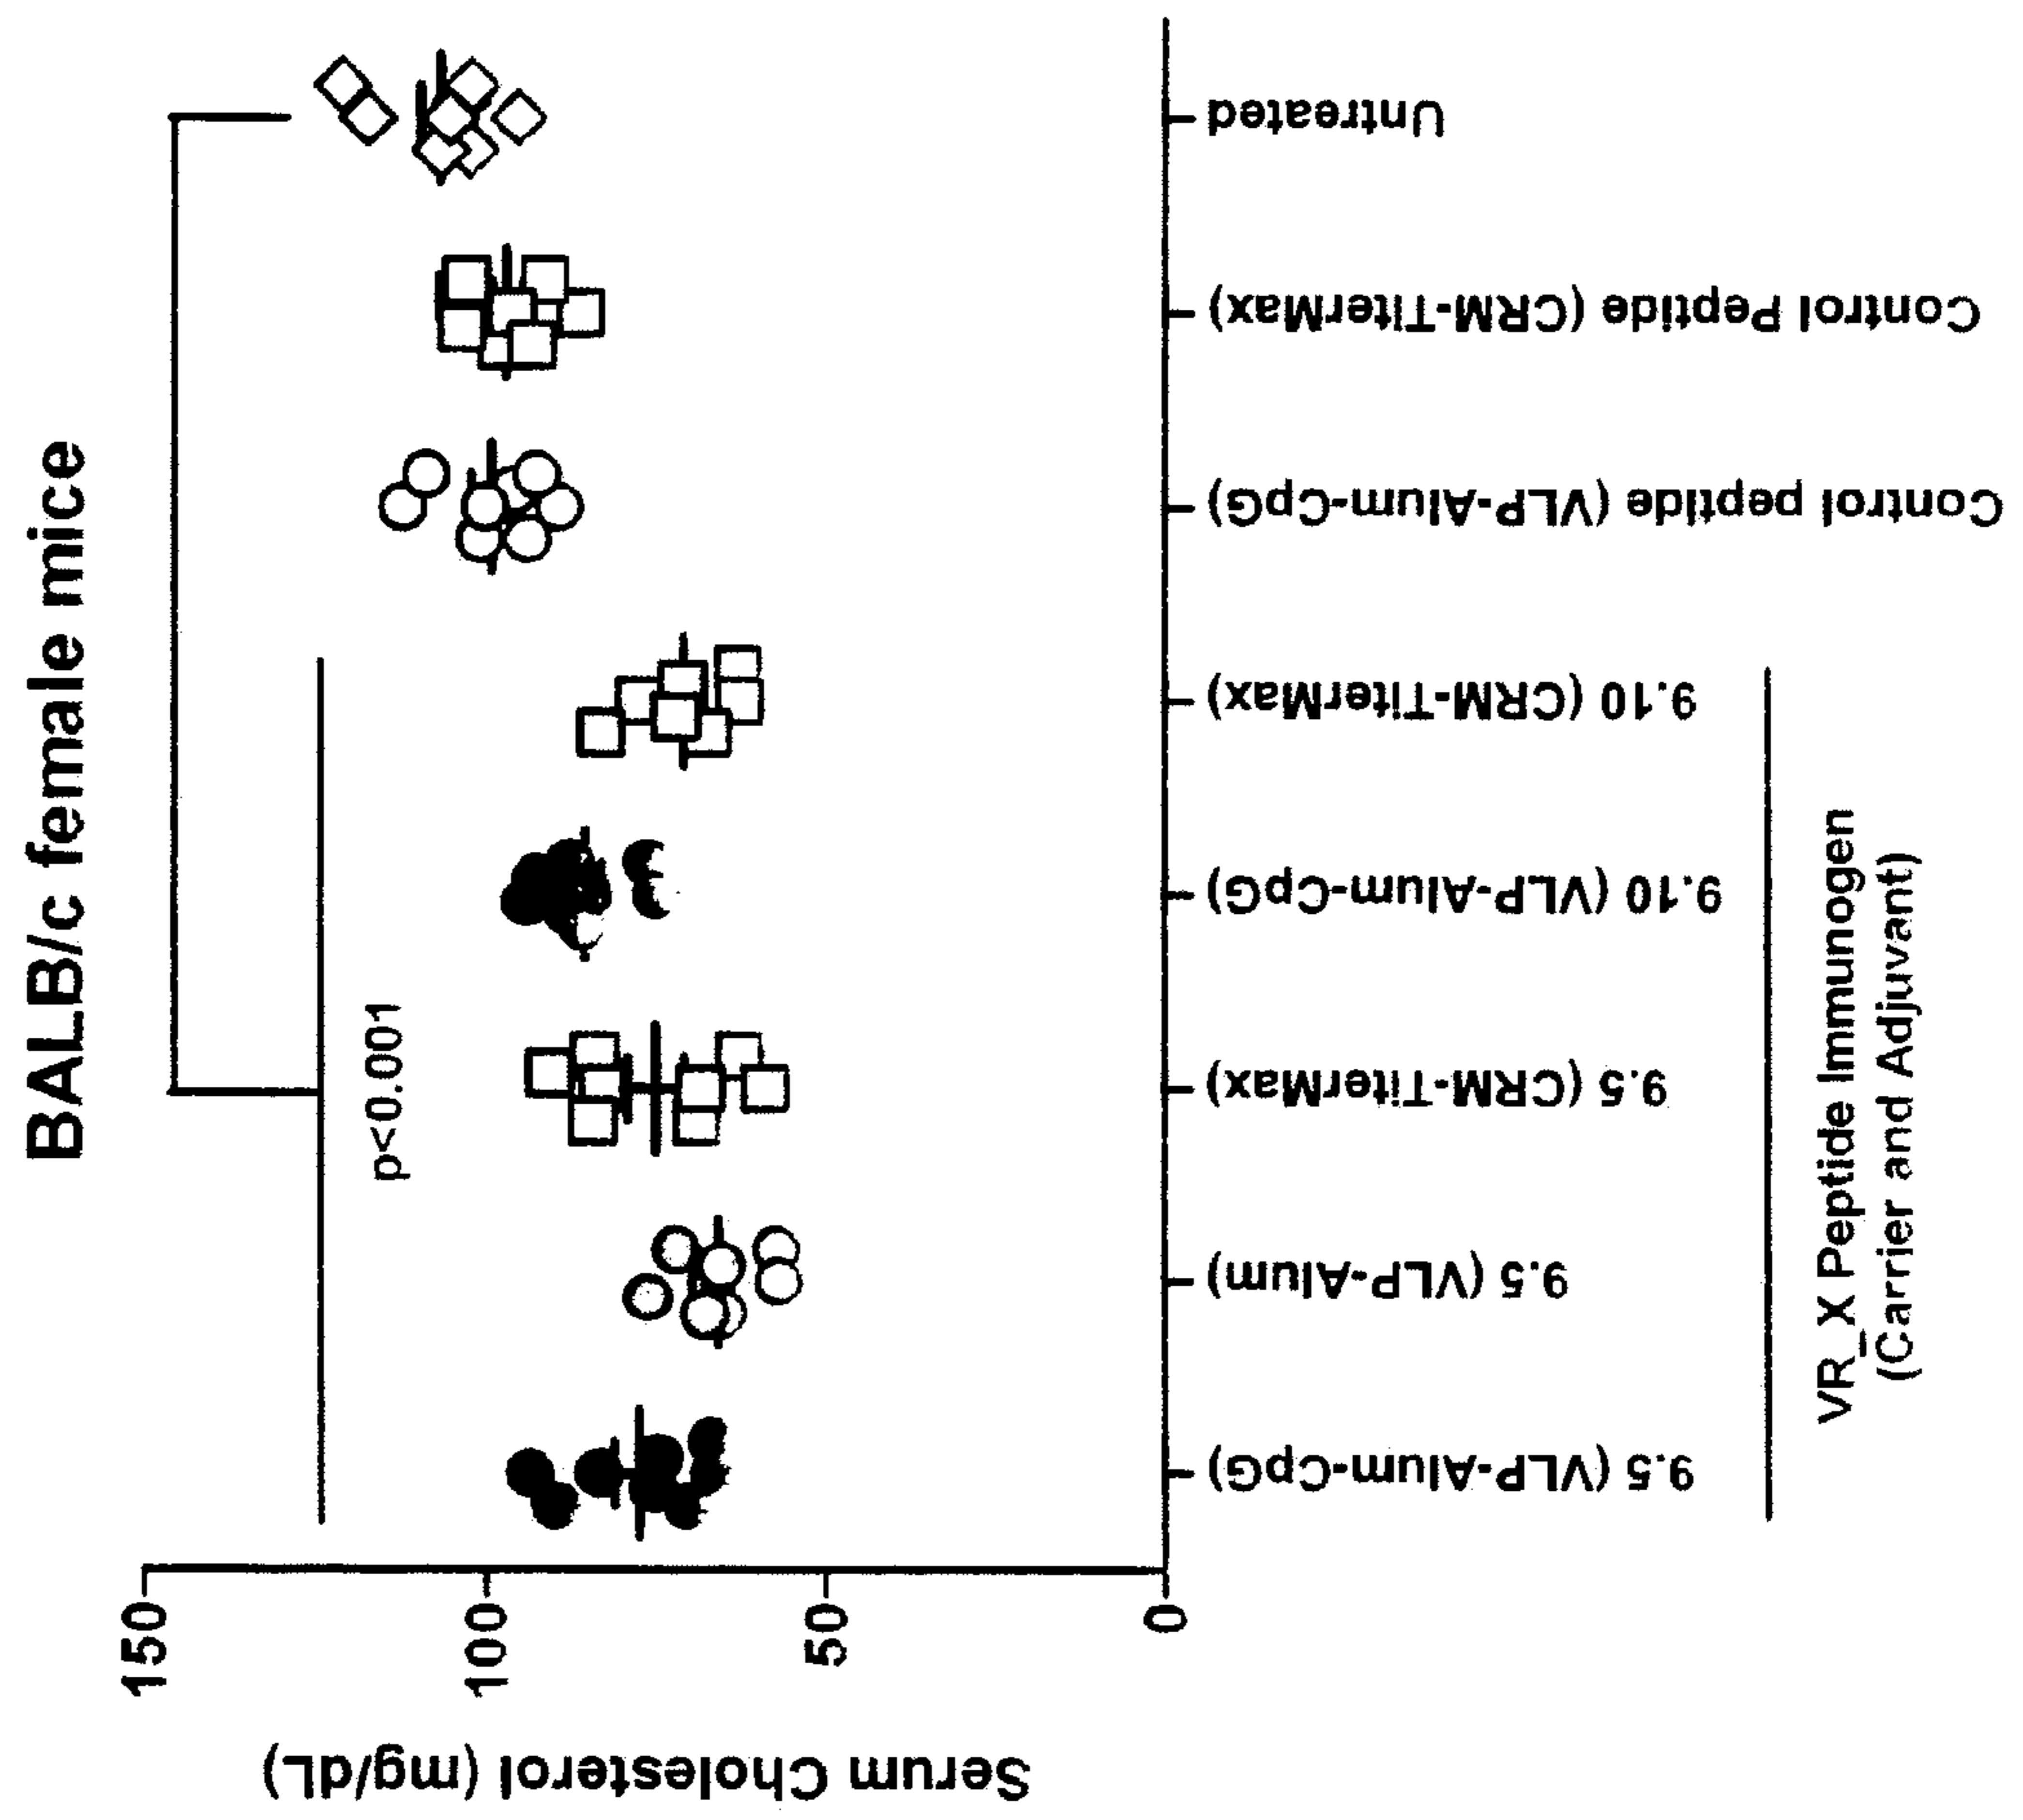 BALB/c female mice
p<0.001
Serum Cholesterol (mg/dL)
150
100
50
0
9.5 (VLP-Alum-CpG)
9.5 (VLP-Alum)
9.5 (CRM-TiterMax)
9.10 (VLP-Alum-CpG)
9.10 (CRM-TiterMax)
Control peptide (VLP-Alum-CpG)
Control Peptide (CRM-TiterMax)
Untreated
VR_X Peptide Immunogen
(Carrier and Adjuvant)